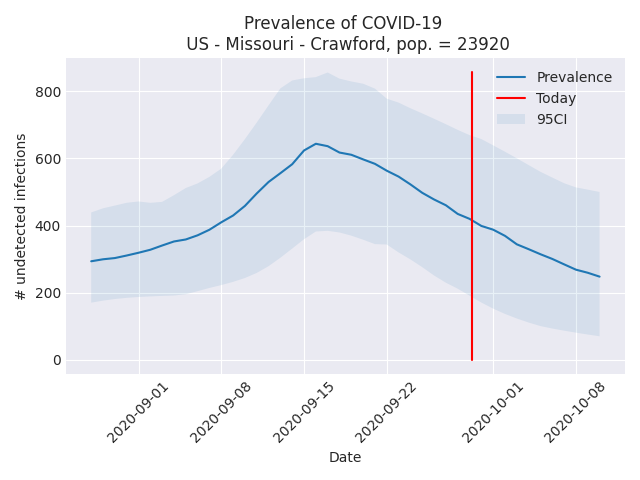 Prevalence of COVID-19
US - Missouri - Crawford, pop. = 23920
Prevalence
Today
95CI
# undetected infections
800
600
400
200
0
2020-09-01
2020-09-08
2020-09-15
2020-09-22
2020-10-01
2020-10-08
Date